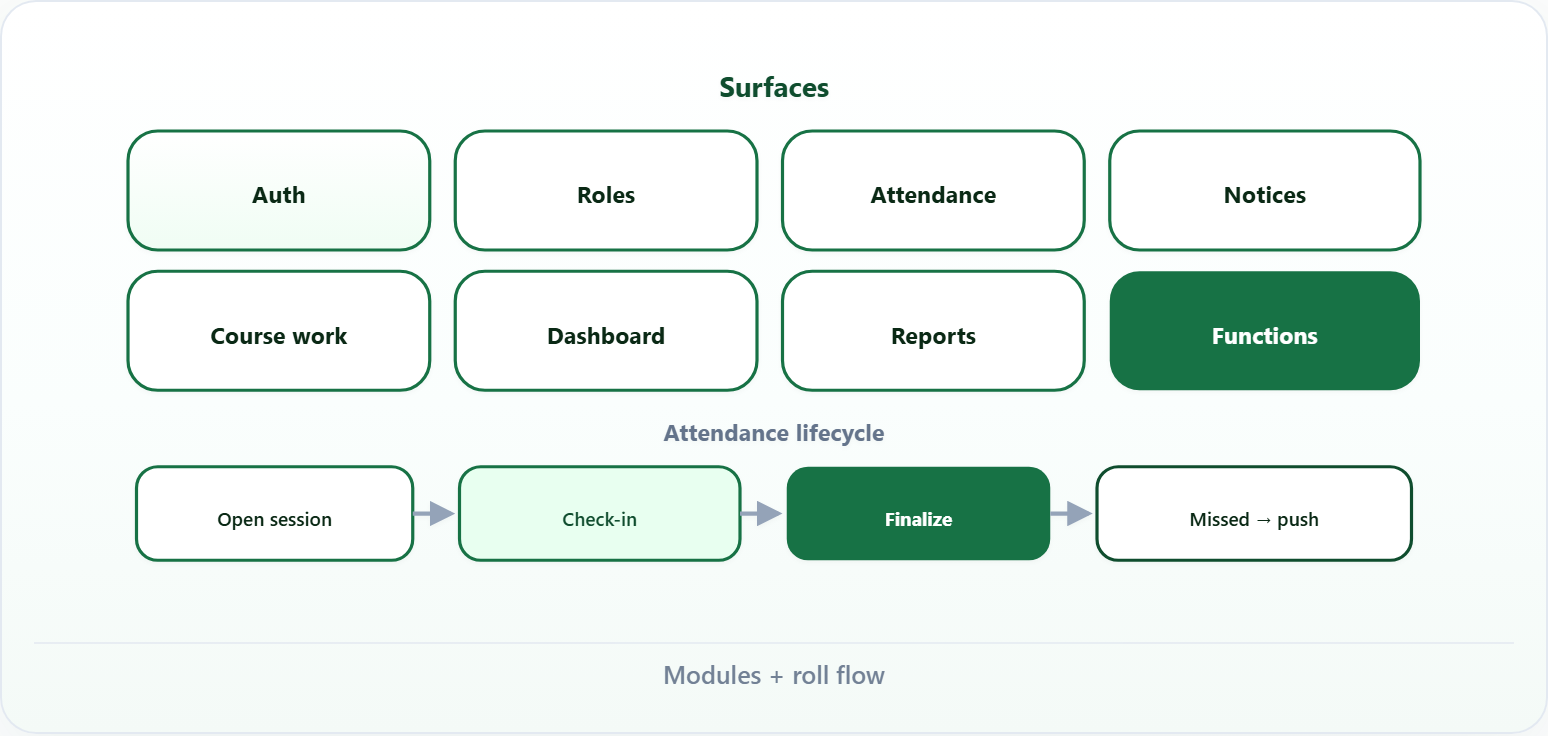 Surfaces
Auth
Roles
Attendance
Notices
Course work
Dashboard
Reports
Functions
Attendance lifecycle
Open session
Check-in
Finalize
Missed → push
Modules + roll flow